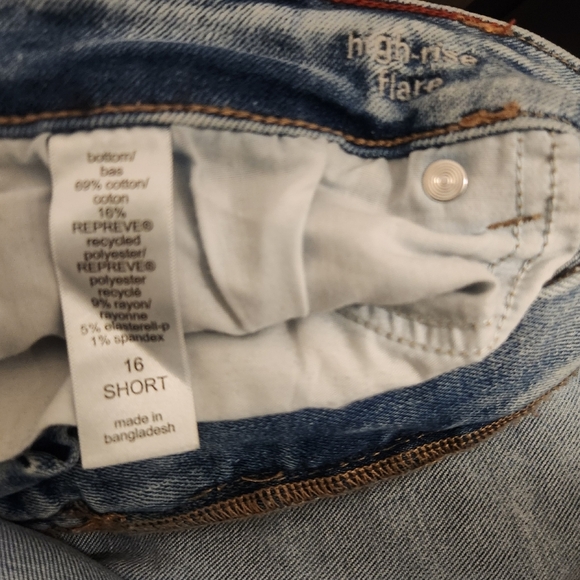 high-rise
flare
bottom/
bas
69% cotton/
coton
16%
REPREVE®
recycled
polyester/
REPREVE®
polyester
recyclé
9% rayon/
rayonne
5% elasterell-p
1% spandex
16
SHORT
made in
bangladesh